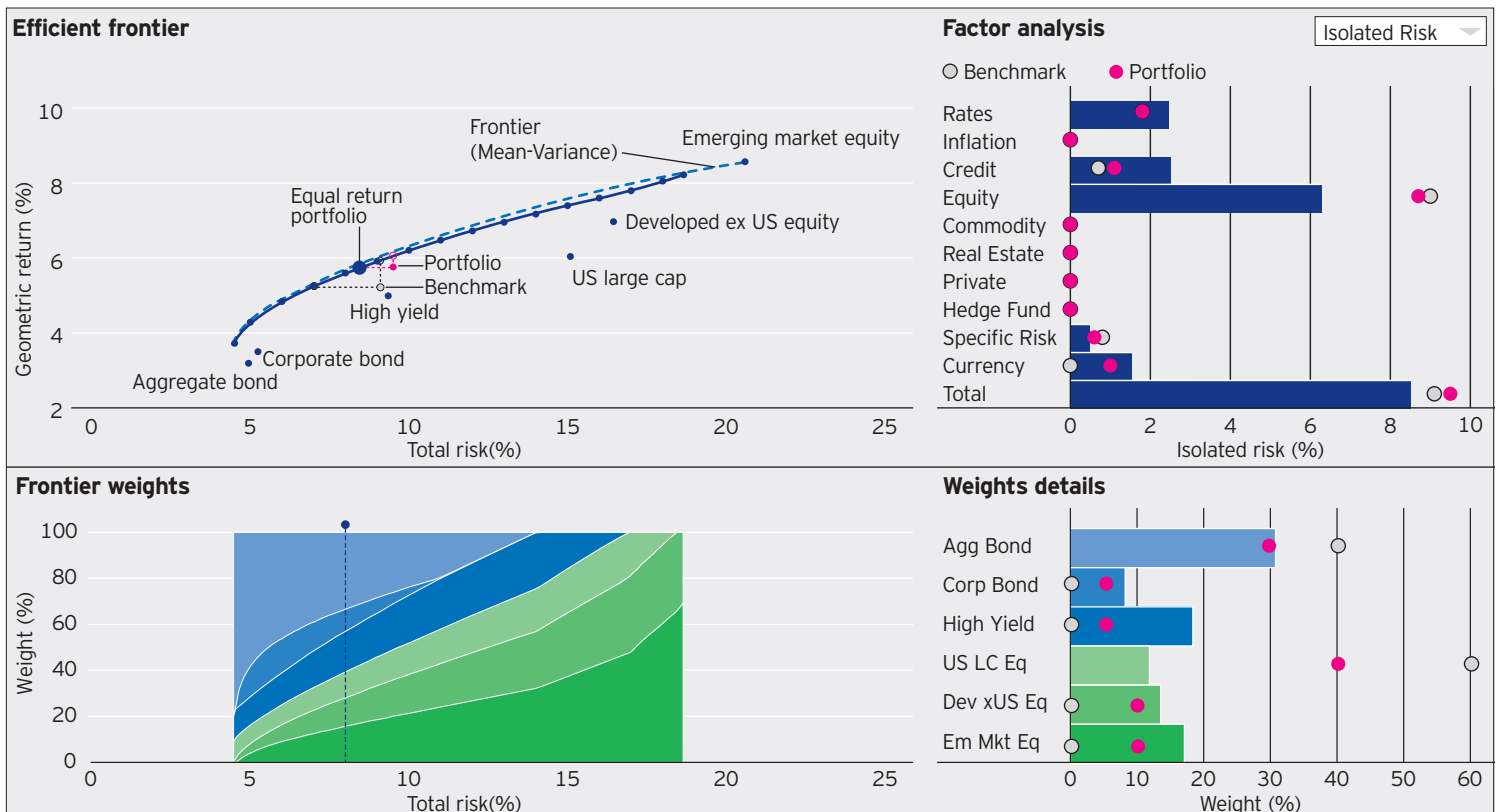 Efficient frontier
Geometric return (%)
10
8
6
4
2
Frontier
(Mean-Variance)
Emerging market equity
Equal return
portfolio
Developed ex US equity
Portfolio
US large cap
Benchmark
High yield
Corporate bond
Aggregate bond
0
5
10
15
20
25
Total risk(%)
Factor analysis
Isolated Risk
Benchmark
Portfolio
Rates
Inflation
Credit
Equity
Commodity
Real Estate
Private
Hedge Fund
Specific Risk
Currency
Total
0
2
4
6
8
10
Isolated risk (%)
Frontier weights
Weight (%)
100
80
60
40
20
0
0
5
10
15
20
25
Total risk(%)
Weights details
Agg Bond
Corp Bond
High Yield
US LC Eq
Dev xUS Eq
Em Mkt Eq
0
10
20
30
40
50
60
Weight (%)